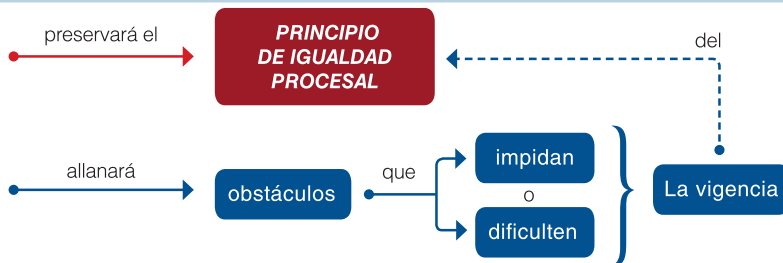 preservará el
PRINCIPIO
DE IGUALDAD
PROCESAL
del
allanará
obstáculos
que
impidan
o
dificulten
La vigencia